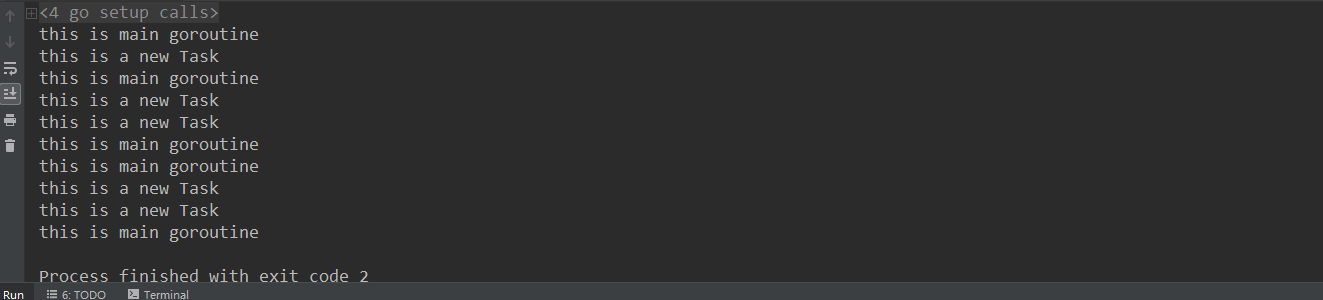 <4 go setup calls>
this is main goroutine
this is a new Task
this is main goroutine
this is a new Task
this is a new Task
this is main goroutine
this is main goroutine
this is a new Task
this is a new Task
this is main goroutine
Process finished with exit code 2
Run 6: TODO Terminal